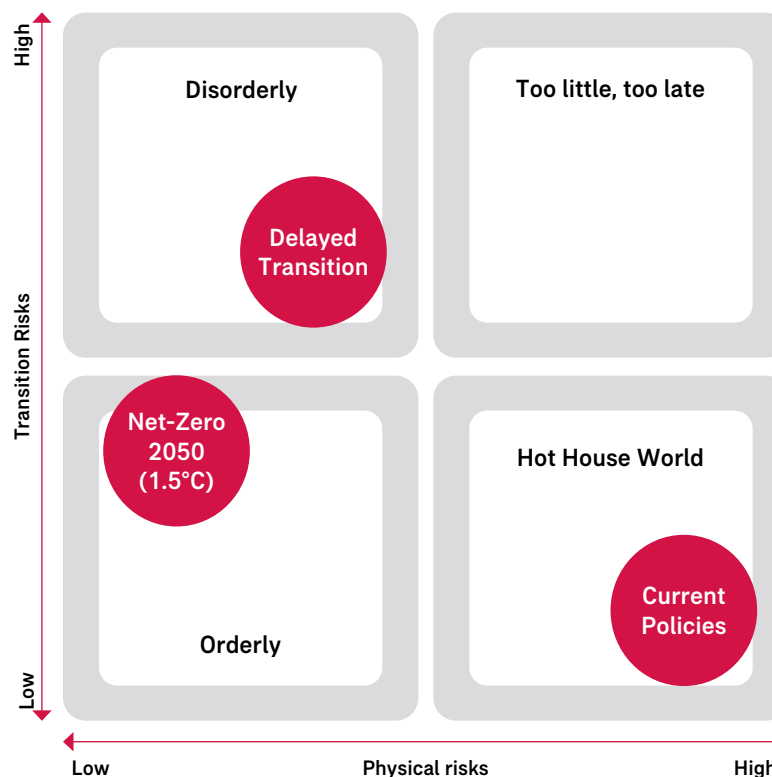 High
Disorderly
Too little, too late
Delayed
Transition
Transition Risks
Net-Zero
2050
(1.5°C)
Hot House World
Current
Policies
Orderly
Low
Low
Physical risks
High